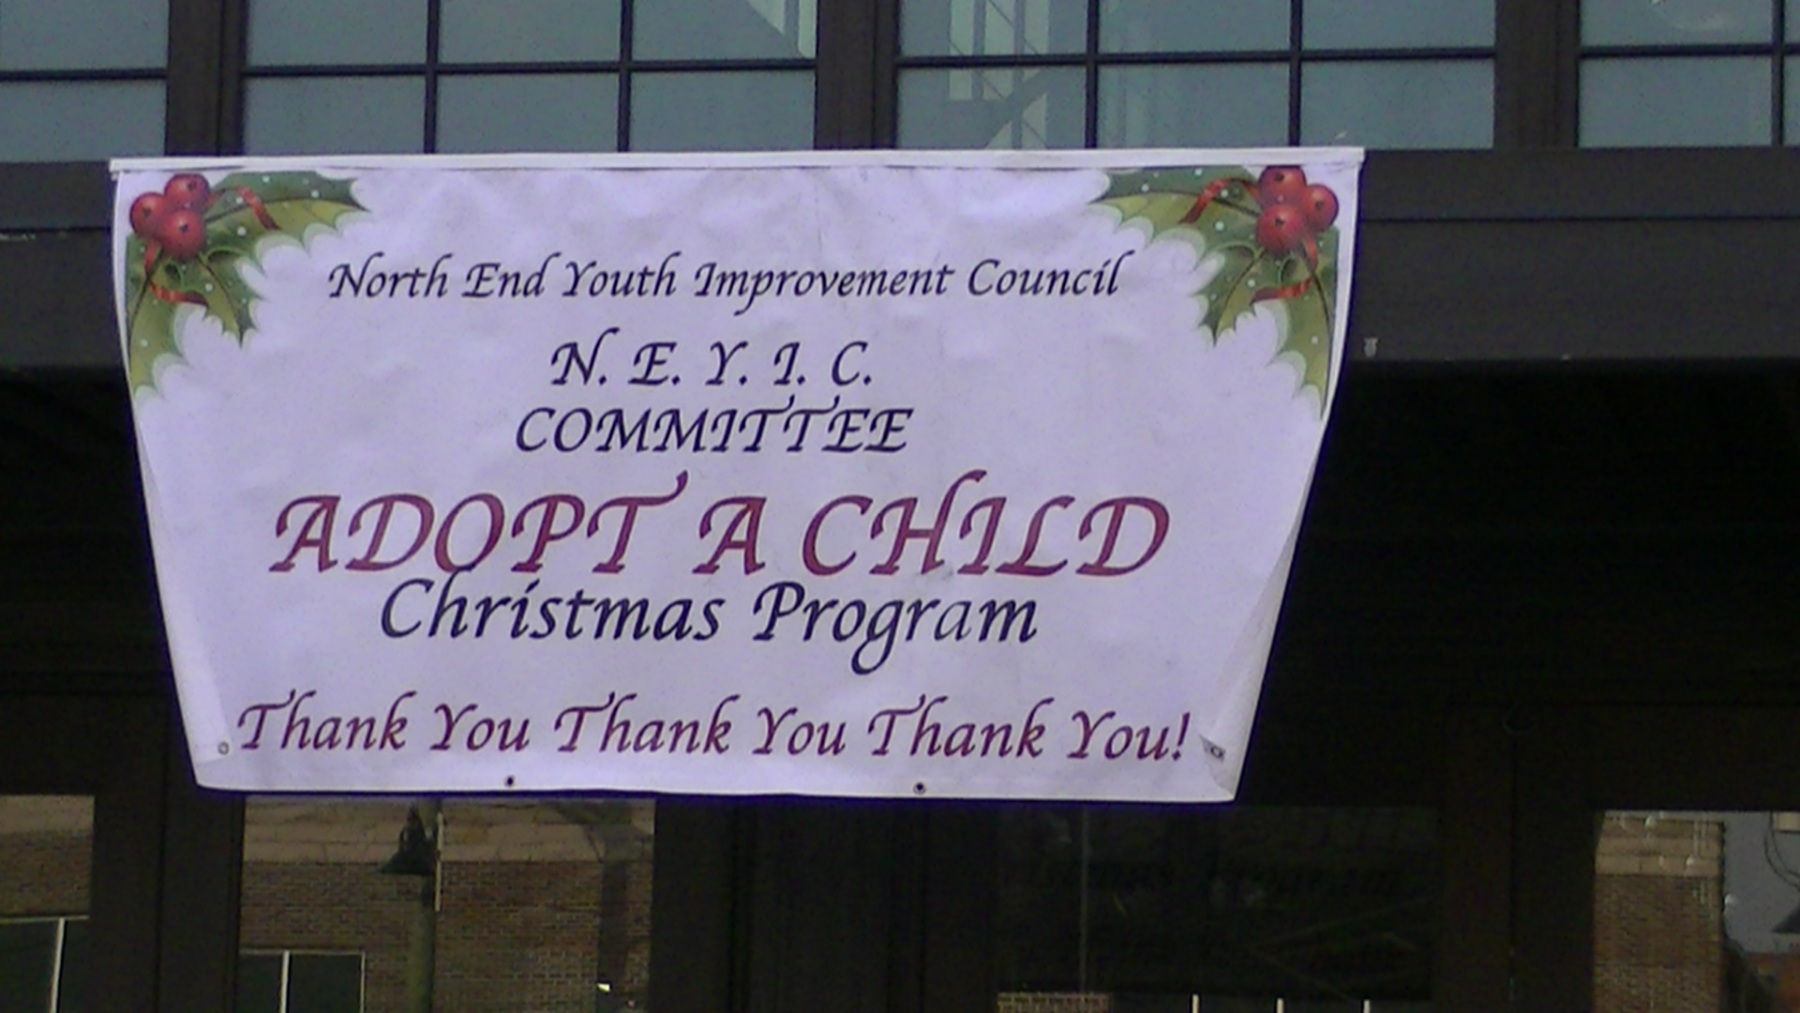 North End Youth Improvement Council
N. E. Y. I. C.
COMMITTEE
ADOPT A CHILD
Christmas Program
Thank You Thank You Thank You!